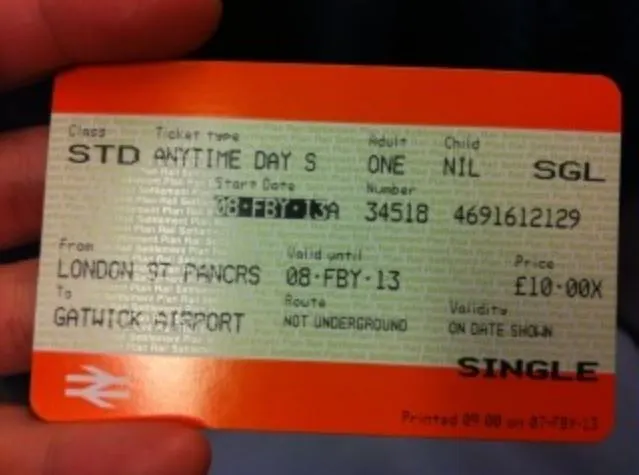 Class Ticket type Adult Child
STD ANYTIME DAY S ONE NIL SGL
Start Date Number
08·FBY·13A 34518 4691612129
From Valid until Price
LONDON ST PANCRS 08·FBY·13 £10·00X
To Route Validity
GATWICK AIRPORT NOT UNDERGROUND ON DATE SHOWN
SINGLE
Printed 09:00 on 07-FBY-13